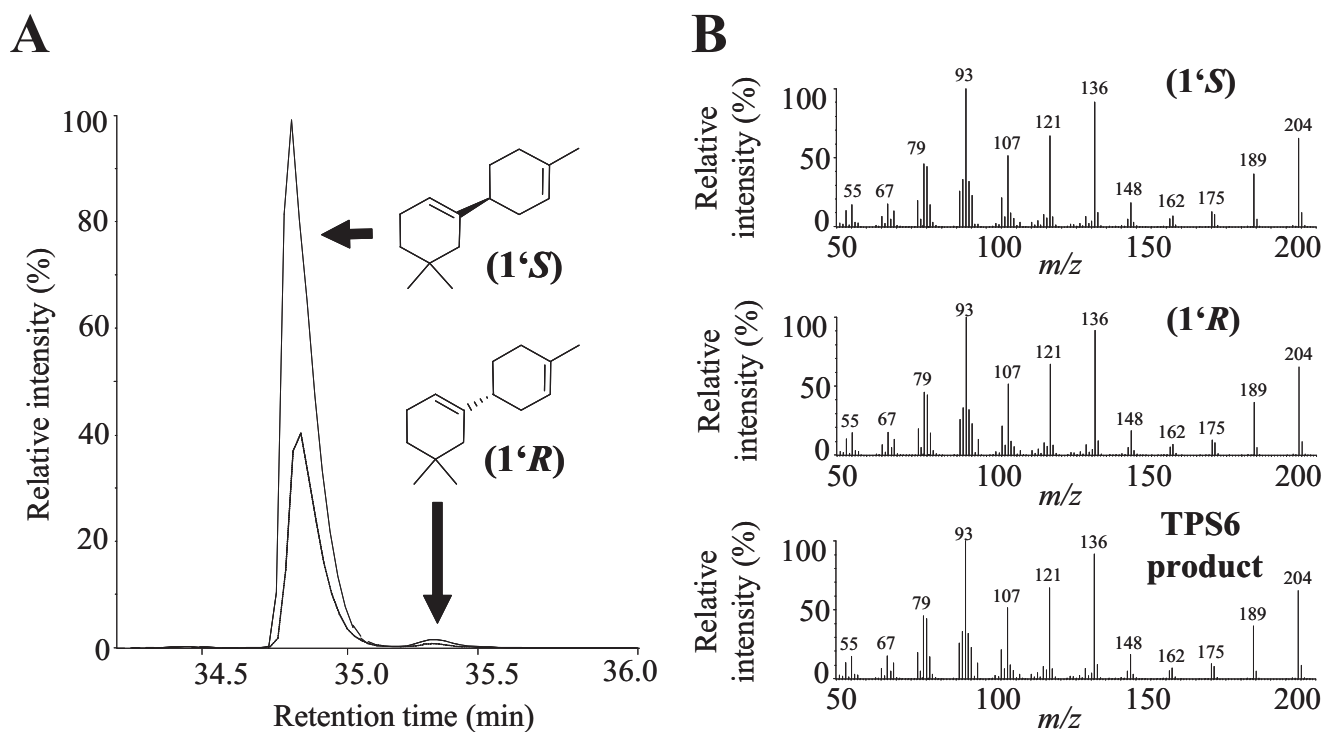 A
Relative intensity (%)
100
80
60
40
20
0
34.5 35.0 35.5 36.0
Retention time (min)
(1‘S)
(1‘R)
B
Relative
intensity (%)
100
50
0
55 67 79 93 107 121 136 148 162 175 189 204
(1‘S)
50 100 150 200
m/z
Relative
intensity (%)
100
50
0
55 67 79 93 107 121 136 148 162 175 189 204
(1‘R)
50 100 150 200
m/z
Relative
intensity (%)
100
50
0
55 67 79 93 107 121 136 148 162 175 189 204
TPS6
product
50 100 150 200
m/z